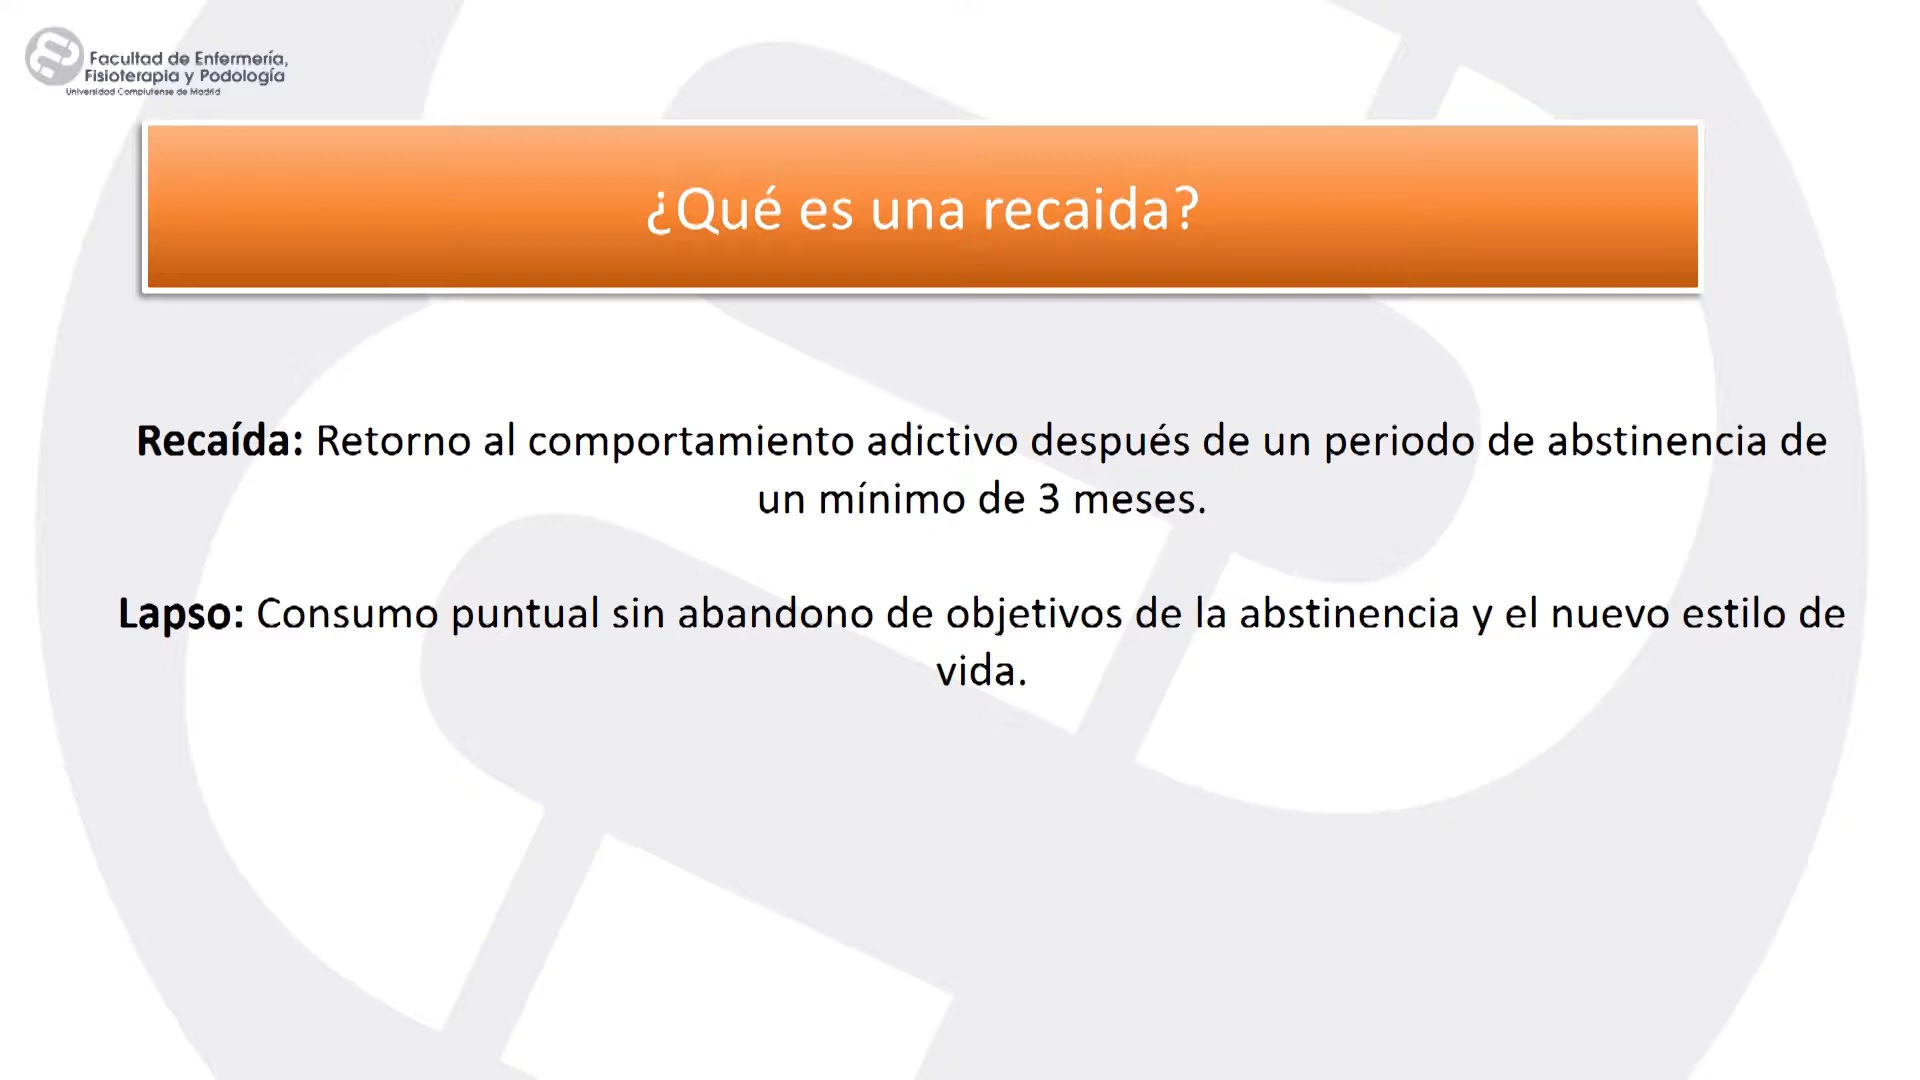 Facultad de Enfermería,
Fisioterapia y Podología
Universidad Complutense de Madrid
¿Qué es una recaida?
Recaída: Retorno al comportamiento adictivo después de un periodo de abstinencia de
un mínimo de 3 meses.
Lapso: Consumo puntual sin abandono de objetivos de la abstinencia y el nuevo estilo de
vida.